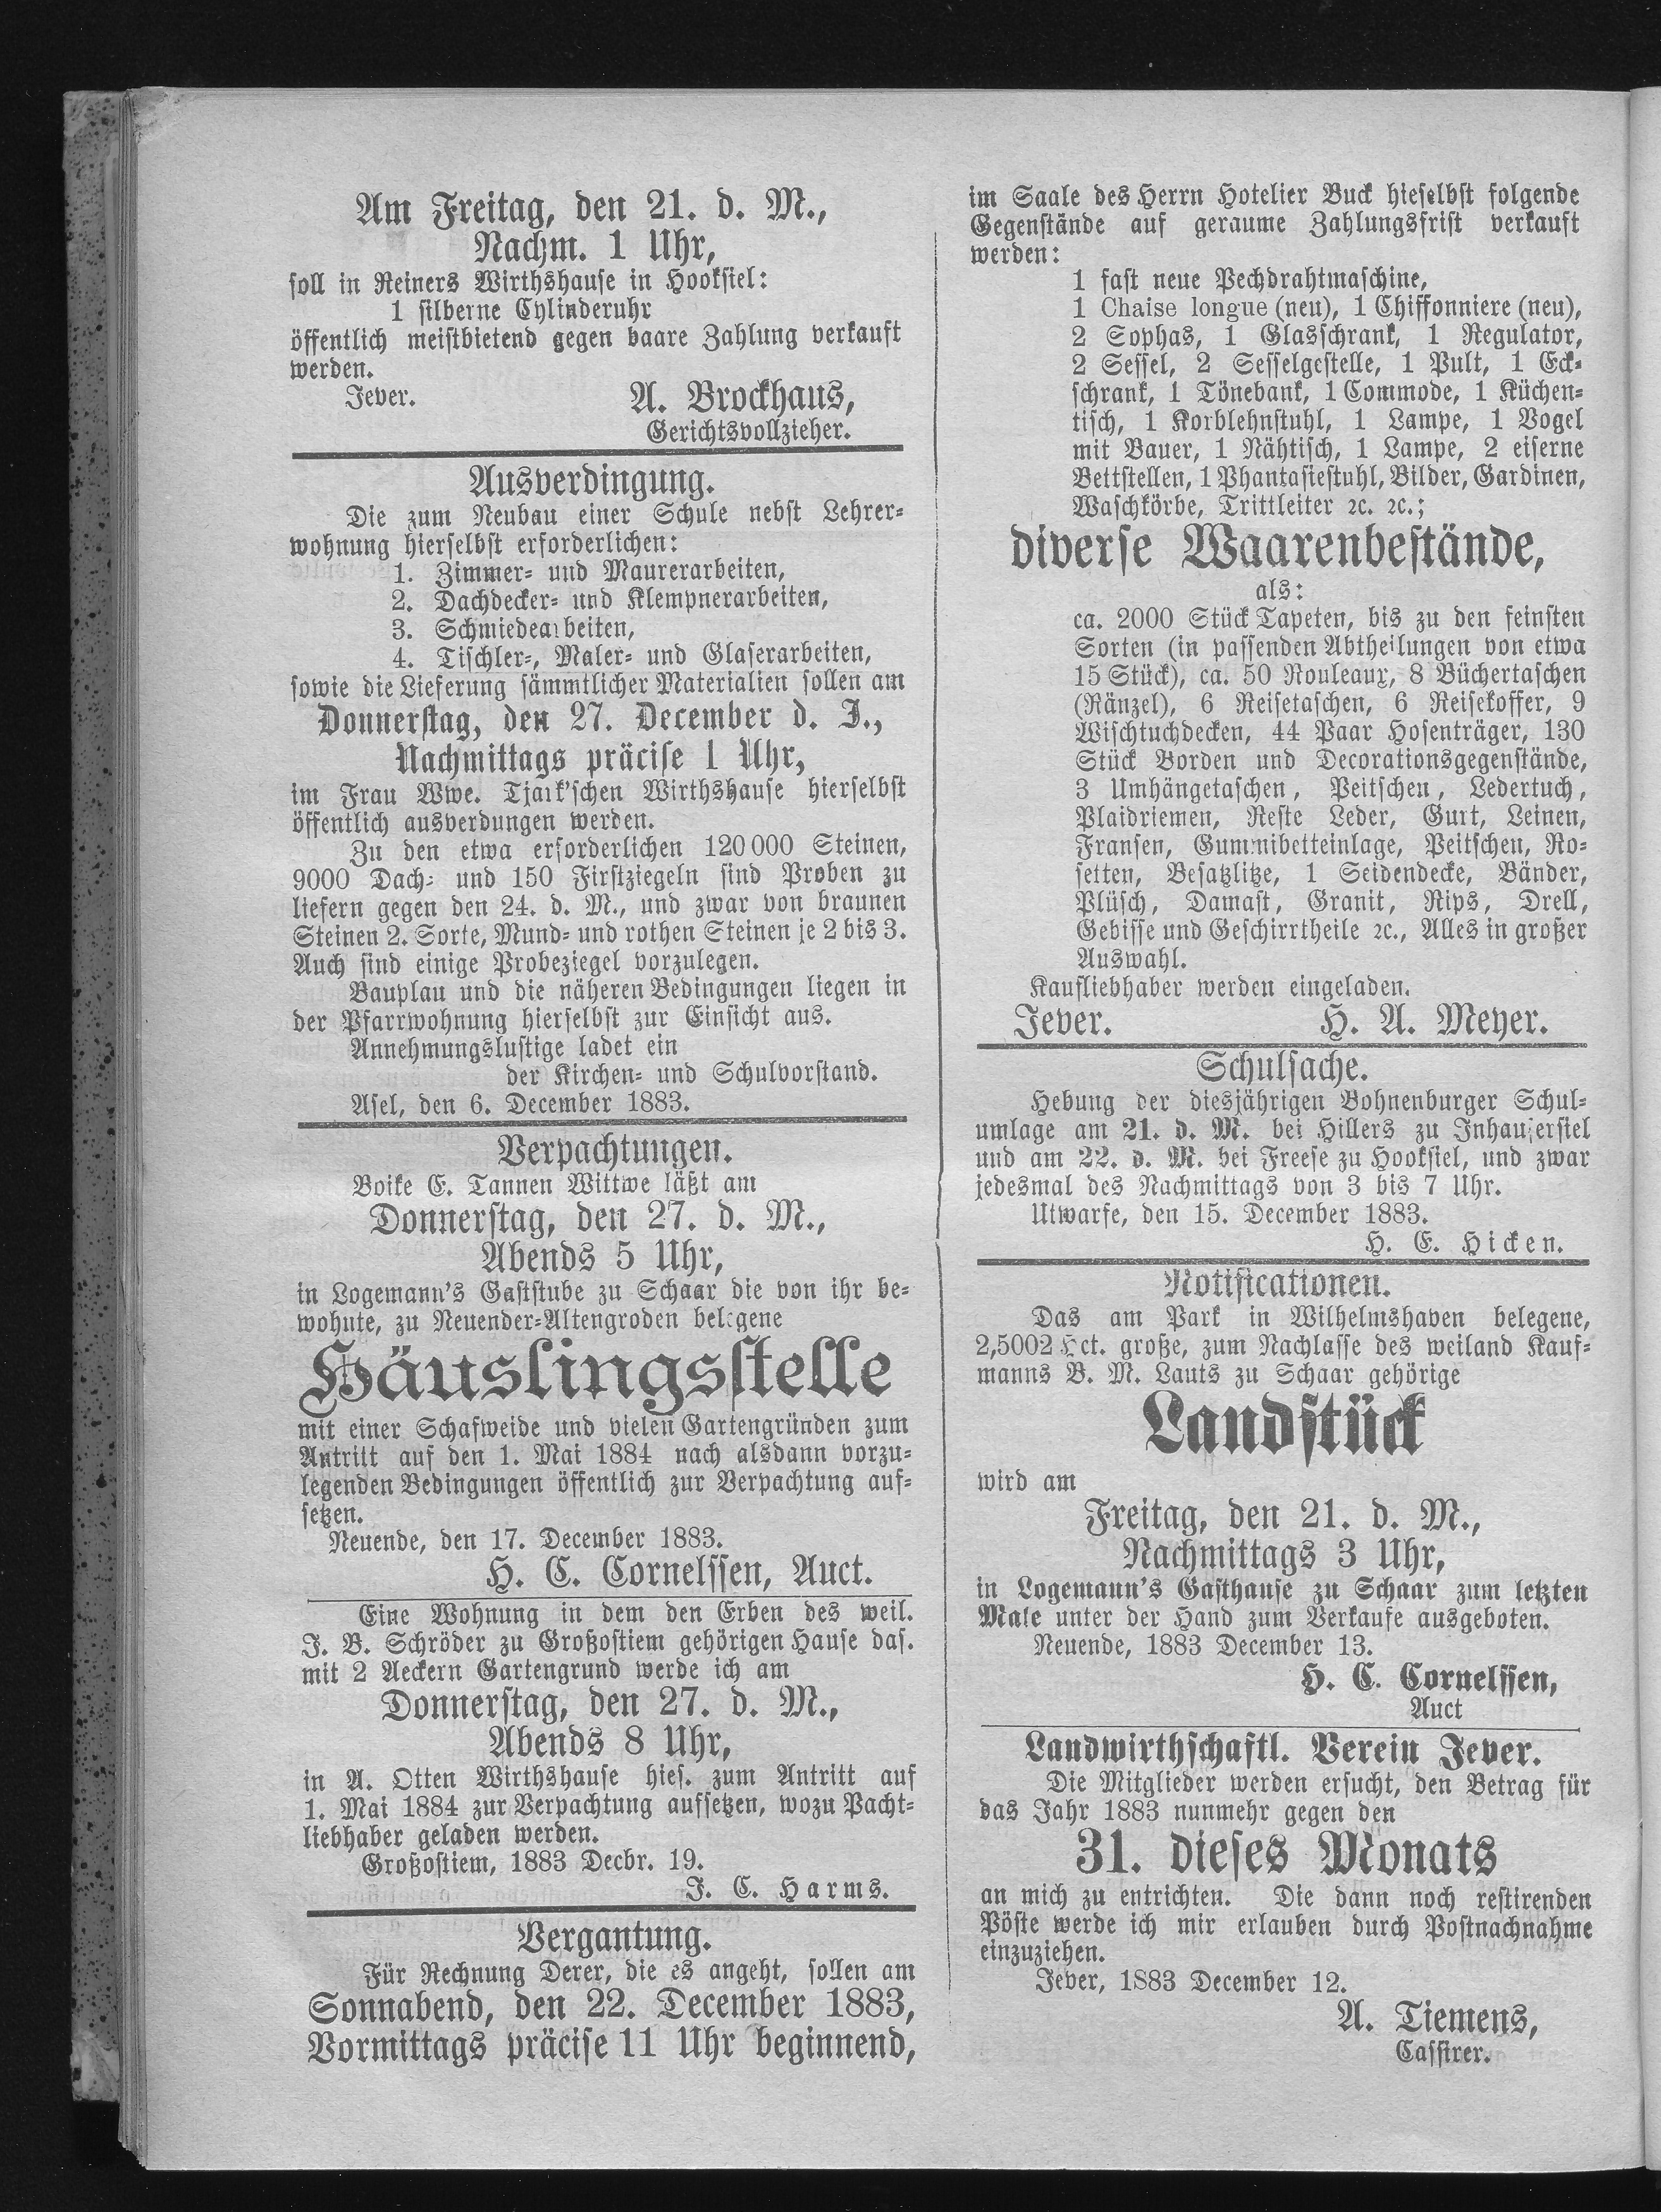 Am Freitag, den 21. d. M.,
Nachm. 1 Uhr,
soll in Reiners Wirthshause in Hooksiel:
1 silberne Cylinderuhr
öffentlich meistbietend gegen baare Zahlung verkauft
werden.
Jever. A. Brockhaus,
Gerichtsvollzieher.
Ausverdingung.
Die zum Neubau einer Schule nebst Lehrer-
wohnung hierselbst erforderlichen:
1. Zimmer- und Maurerarbeiten,
2. Dachdecker- und Klempnerarbeiten,
3. Schmiedearbeiten,
4. Tischler-, Maler- und Glaserarbeiten,
sowie die Lieferung sämmtlicher Materialien sollen am
Donnerstag, den 27. December d. J.,
Nachmittags präcise 1 Uhr,
im Frau Wwe. Tjark'schen Wirthshause hierselbst
öffentlich ausverdungen werden.
Zu den etwa erforderlichen 120 000 Steinen,
9000 Dach- und 150 Firstziegeln sind Proben zu
liefern gegen den 24. d. M., und zwar von braunen
Steinen 2. Sorte, Mund- und rothen Steinen je 2 bis 3.
Auch sind einige Probeziegel vorzulegen.
Bauplau und die näheren Bedingungen liegen in
der Pfarrwohnung hierselbst zur Einsicht aus.
Annehmungslustige ladet ein
der Kirchen- und Schulvorstand.
Asel, den 6. December 1883.
Verpachtungen.
Boike E. Tannen Wittwe läßt am
Donnerstag, den 27. d. M.,
Abends 5 Uhr,
in Logemann's Gaststube zu Schaar die von ihr be-
wohnte, zu Neuender-Altengroden belegene
Häuslingsstelle
mit einer Schafweide und vielen Gartengründen zum
Antritt auf den 1. Mai 1884 nach alsdann vorzu-
legenden Bedingungen öffentlich zur Verpachtung auf-
setzen.
Neuende, den 17. December 1883.
H. C. Cornelssen, Auct.
Eine Wohnung in dem den Erben des weil.
J. B. Schröder zu Großostiem gehörigen Hause das.
mit 2 Aeckern Gartengrund werde ich am
Donnerstag, den 27. d. M.,
Abends 8 Uhr,
in A. Otten Wirthshause hies. zum Antritt auf
1. Mai 1884 zur Verpachtung aufsetzen, wozu Pacht-
liebhaber geladen werden.
Großostiem, 1883 Decbr. 19.
J. C. Harms.
Vergantung.
Für Rechnung Derer, die es angeht, sollen am
Sonnabend, den 22. December 1883,
Vormittags präcise 11 Uhr beginnend,
im Saale des Herrn Hotelier Buck hieselbst folgende
Gegenstände auf geraume Zahlungsfrist verkauft
werden:
1 fast neue Pechdrahtmaschine,
1 Chaise longue (neu), 1 Chiffonniere (neu),
2 Sophas, 1 Glasschrank, 1 Regulator,
2 Sessel, 2 Sesselgestelle, 1 Pult, 1 Eck-
schrank, 1 Tönebank, 1 Commode, 1 Küchen-
tisch, 1 Korblehnstuhl, 1 Lampe, 1 Vogel
mit Bauer, 1 Nähtisch, 1 Lampe, 2 eiserne
Bettstellen, 1 Phantasiestuhl, Bilder, Gardinen,
Waschkörbe, Trittleiter ꝛc. ꝛc.;
diverse Waarenbestände,
als:
ca. 2000 Stück Tapeten, bis zu den feinsten
Sorten (in passenden Abtheilungen von etwa
15 Stück), ca. 50 Rouleaux, 8 Büchertaschen
(Ränzel), 6 Reisetaschen, 6 Reisekoffer, 9
Wischtuchdecken, 44 Paar Hosenträger, 130
Stück Borden und Decorationsgegenstände,
3 Umhängetaschen, Peitschen, Ledertuch,
Plaidriemen, Reste Leder, Gurt, Leinen,
Fransen, Gummibetteinlage, Peitschen, Ro-
setten, Besatzlitze, 1 Seidendecke, Bänder,
Plüsch, Damast, Granit, Rips, Drell,
Gebisse und Geschirrtheile ꝛc., Alles in großer
Auswahl.
Kaufliebhaber werden eingeladen.
Jever. H. A. Meyer.
Schulsache.
Hebung der diesjährigen Bohnenburger Schul-
umlage am 21. d. M. bei Hillers zu Inhausersiel
und am 22. d. M. bei Freese zu Hooksiel, und zwar
jedesmal des Nachmittags von 3 bis 7 Uhr.
Utwarfe, den 15. December 1883.
H. E. Hicken.
Notificationen.
Das am Park in Wilhelmshaven belegene,
2,5002 Hct. große, zum Nachlasse des weiland Kauf-
manns B. M. Lauts zu Schaar gehörige
Landstück
wird am
Freitag, den 21. d. M.,
Nachmittags 3 Uhr,
in Logemann's Gasthause zu Schaar zum letzten
Male unter der Hand zum Verkaufe ausgeboten.
Neuende, 1883 December 13.
H. C. Cornelssen,
Auct
Landwirthschaftl. Verein Jever.
Die Mitglieder werden ersucht, den Betrag für
das Jahr 1883 nunmehr gegen den
31. dieses Monats
an mich zu entrichten. Die dann noch restirenden
Pöste werde ich mir erlauben durch Postnachnahme
einzuziehen.
Jever, 1883 December 12.
A. Tiemens,
Cassirer.